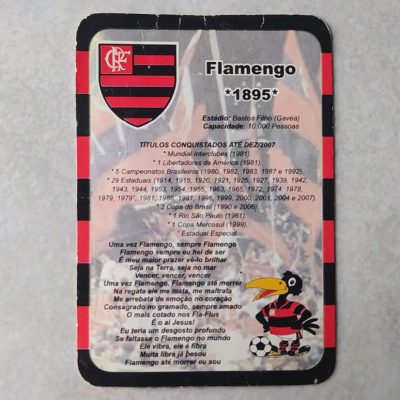 CRF
Flamengo
*1895*
Estádio: Bastos Filho (Gavea)
Capacidade: 10.000 Pessoas
TÍTULOS CONQUISTADOS ATÉ DEZ/2007
* Mundial Interclubes (1981)
* 1 Libertadores da América (1981).
* 5 Campeonatos Brasileiros (1980, 1982, 1983, 1987 e 1992).
* 29 Estaduais (1914, 1915, 1920, 1921, 1925, 1927, 1939, 1942,
1943, 1944, 1953, 1954, 1955, 1963, 1965, 1972, 1974, 1978,
1979, 1979*, 1981, 1986, 1991, 1996, 1999, 2000, 2001, 2004 e 2007).
* 2 Copa do Brasil (1990 e 2006)
* 1 Rio São Paulo (1961)
* 1 Copa Mercosul (1999).
* Estadual Especial
Uma vez Flamengo, sempre Flamengo
Flamengo sempre eu hei de ser
É meu maior prazer vê-lo brilhar
Seja na Terra, seja no mar
Vencer, vencer, vencer
Uma vez Flamengo, Flamengo até morrer
Na regata ele me mata, me maltrata
Me arrebata de emoção no coração
Consagrado no gramado, sempre amado
O mais cotado nos Fla-Flus
É o ai Jesus!
Eu teria um desgosto profundo
Se faltasse o Flamengo no mundo
Ele vibra, ele é fibra
Muita libra já pesou
Flamengo até morrer eu sou